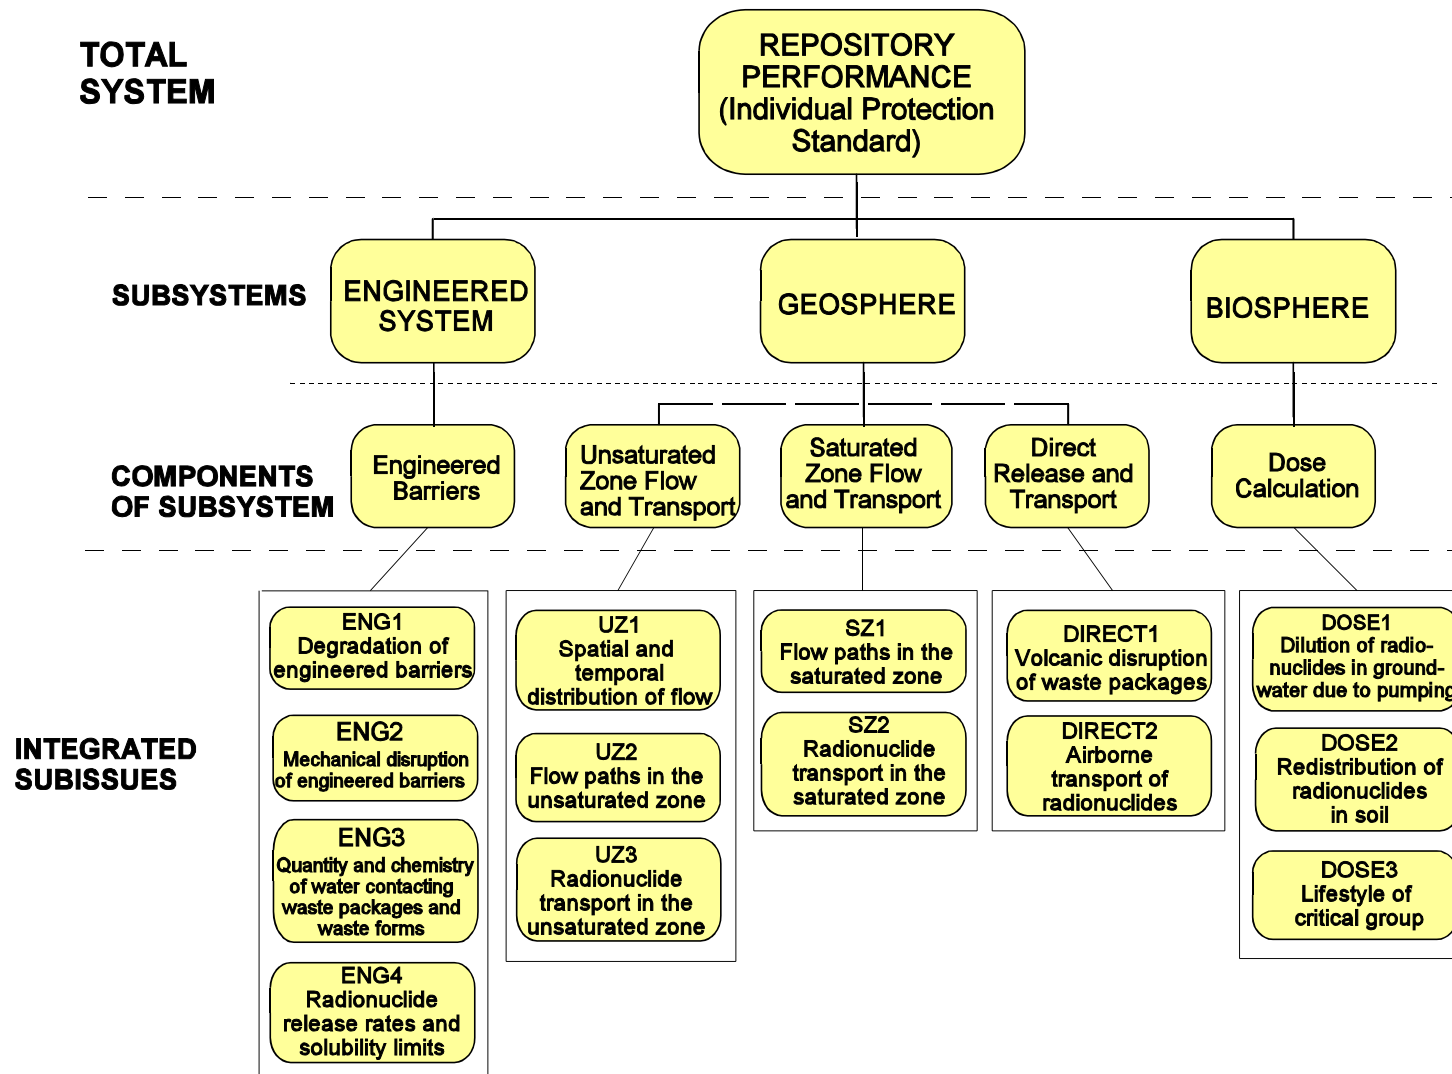 TOTAL
SYSTEM
REPOSITORY
PERFORMANCE
(Individual Protection
Standard)
SUBSYSTEMS
ENGINEERED
SYSTEM
GEOSPHERE
BIOSPHERE
COMPONENTS
OF SUBSYSTEM
Engineered
Barriers
Unsaturated
Zone Flow
and Transport
Saturated
Zone Flow
and Transport
Direct
Release and
Transport
Dose
Calculation
INTEGRATED
SUBISSUES
ENG1
Degradation of
engineered barriers
ENG2
Mechanical disruption
of engineered barriers
ENG3
Quantity and chemistry
of water contacting
waste packages and
waste forms
ENG4
Radionuclide
release rates and
solubility limits
UZ1
Spatial and
temporal
distribution of flow
UZ2
Flow paths in the
unsaturated zone
UZ3
Radionuclide
transport in the
unsaturated zone
SZ1
Flow paths in the
saturated zone
SZ2
Radionuclide
transport in the
saturated zone
DIRECT1
Volcanic disruption
of waste packages
DIRECT2
Airborne
transport of
radionuclides
DOSE1
Dilution of radio-
nuclides in ground-
water due to pumping
DOSE2
Redistribution of
radionuclides
in soil
DOSE3
Lifestyle of
critical group